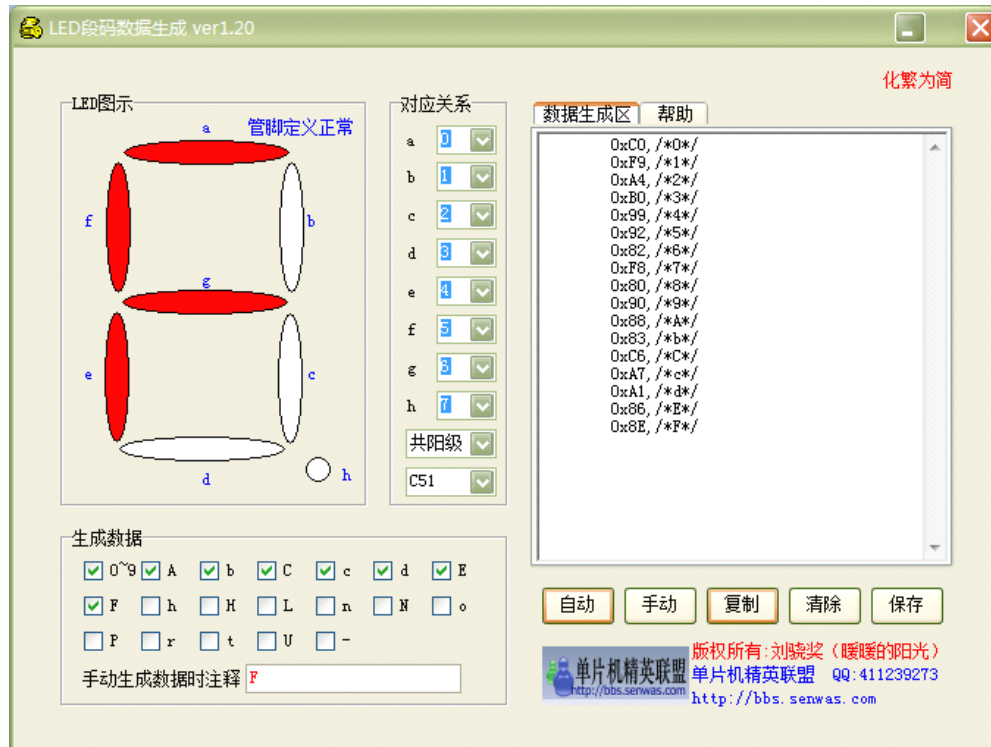 LED段码数据生成 ver1.20
化繁为简
LED图示
管脚定义正常
a
f
b
g
e
c
d
h
对应关系
a 0
b 1
c 2
d 3
e 4
f 5
g 6
h 7
共阳级
C51
数据生成区 帮助
0xC0, /*0*/
0xF9, /*1*/
0xA4, /*2*/
0xB0, /*3*/
0x99, /*4*/
0x92, /*5*/
0x82, /*6*/
0xF8, /*7*/
0x80, /*8*/
0x90, /*9*/
0x88, /*A*/
0x83, /*b*/
0xC6, /*C*/
0xA7, /*c*/
0xA1, /*d*/
0x86, /*E*/
0x8E, /*F*/
生成数据
0~9 A b C c d E
F h H L n N o
P r t U -
手动生成数据时注释 F
自动 手动 复制 清除 保存
单片机精英联盟
http://bbs.senwas.com
版权所有:刘骁奖（暖暖的阳光）
单片机精英联盟 QQ:411239273
http://bbs.senwas.com